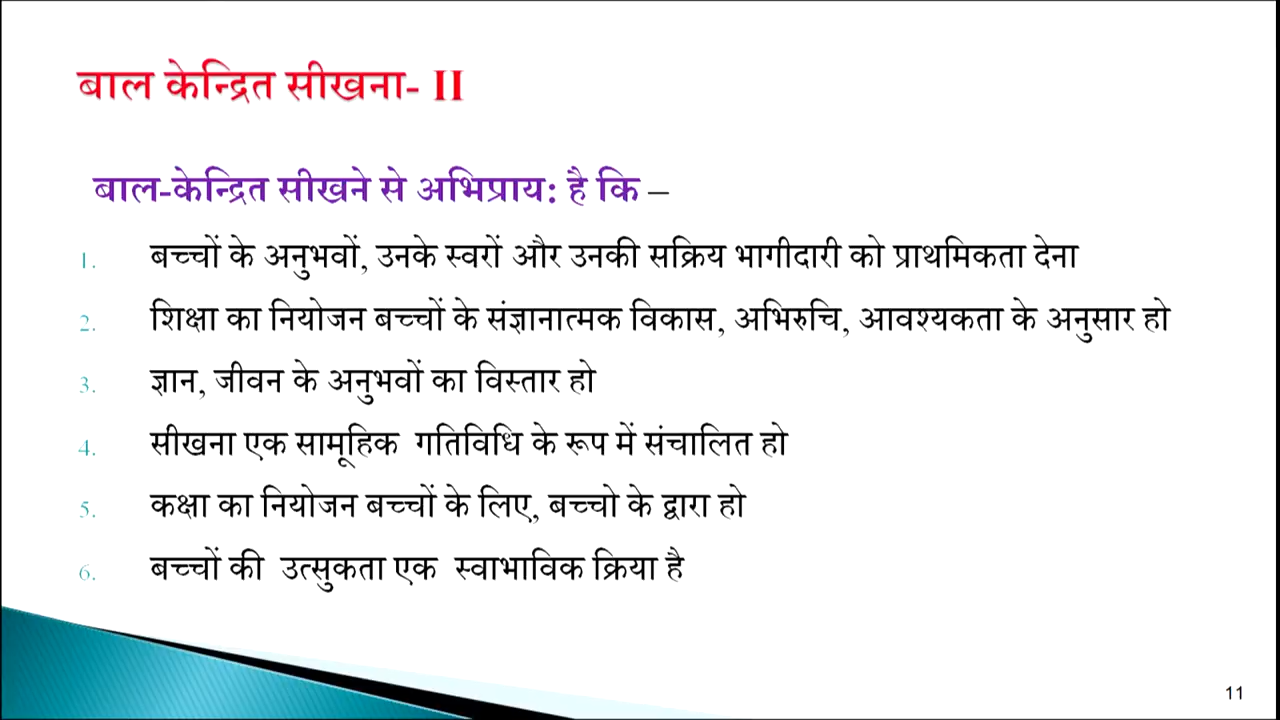 बाल केन्द्रित सीखना- II
बाल-केन्द्रित सीखने से अभिप्राय: है कि –
1. बच्चों के अनुभवों, उनके स्वरों और उनकी सक्रिय भागीदारी को प्राथमिकता देना
2. शिक्षा का नियोजन बच्चों के संज्ञानात्मक विकास, अभिरुचि, आवश्यकता के अनुसार हो
3. ज्ञान, जीवन के अनुभवों का विस्तार हो
4. सीखना एक सामूहिक गतिविधि के रूप में संचालित हो
5. कक्षा का नियोजन बच्चों के लिए, बच्चो के द्वारा हो
6. बच्चों की उत्सुकता एक स्वाभाविक क्रिया है
11